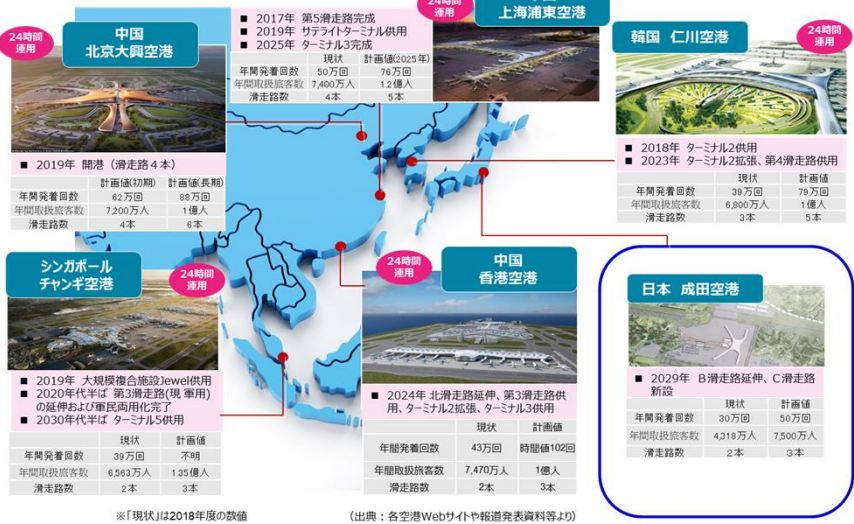 24時間
運用
中国
北京大興空港
■ 2019年 開港(滑走路4本)
計画値(初期) 計画値(長期)
年間発着回数 62万回 88万回
年間取扱旅客数 7,200万人 1億人
滑走路数 4本 6本
24時間
運用
上海浦東空港
■ 2017年 第5滑走路完成
■ 2019年 サテライトターミナル供用
■ 2025年 ターミナル3完成
現状 計画値(2025年)
年間発着回数 50万回 76万回
年間取扱旅客数 7,400万人 1.2億人
滑走路数 4本 5本
韓国 仁川空港
24時間
運用
■ 2018年 ターミナル2供用
■ 2023年 ターミナル2拡張、第4滑走路供用
現状 計画値
年間発着回数 39万回 79万回
年間取扱旅客数 6,800万人 1億人
滑走路数 3本 5本
シンガポール
チャンギ空港
24時間
運用
■ 2019年 大規模複合施設Jewel供用
■ 2020年代半ば 第3滑走路(現 軍用)
の延伸および軍民両用化完了
■ 2030年代半ば ターミナル5供用
現状 計画値
年間発着回数 39万回 不明
年間取扱旅客数 6,563万人 1.35億人
滑走路数 2本 3本
24時間
運用
中国
香港空港
■ 2024年 北滑走路延伸、第3滑走路供
用、ターミナル2拡張、ターミナル3供用
現状 計画値
年間発着回数 43万回 時間値102回
年間取扱旅客数 7,470万人 1億人
滑走路数 2本 3本
日本 成田空港
■ 2029年 B滑走路延伸、C滑走路
新設
現状 計画値
年間発着回数 30万回 50万回
年間取扱旅客数 4,318万人 7,500万人
滑走路数 2本 3本
※「現状」は2018年度の数値
(出典:各空港Webサイトや報道発表資料等より)